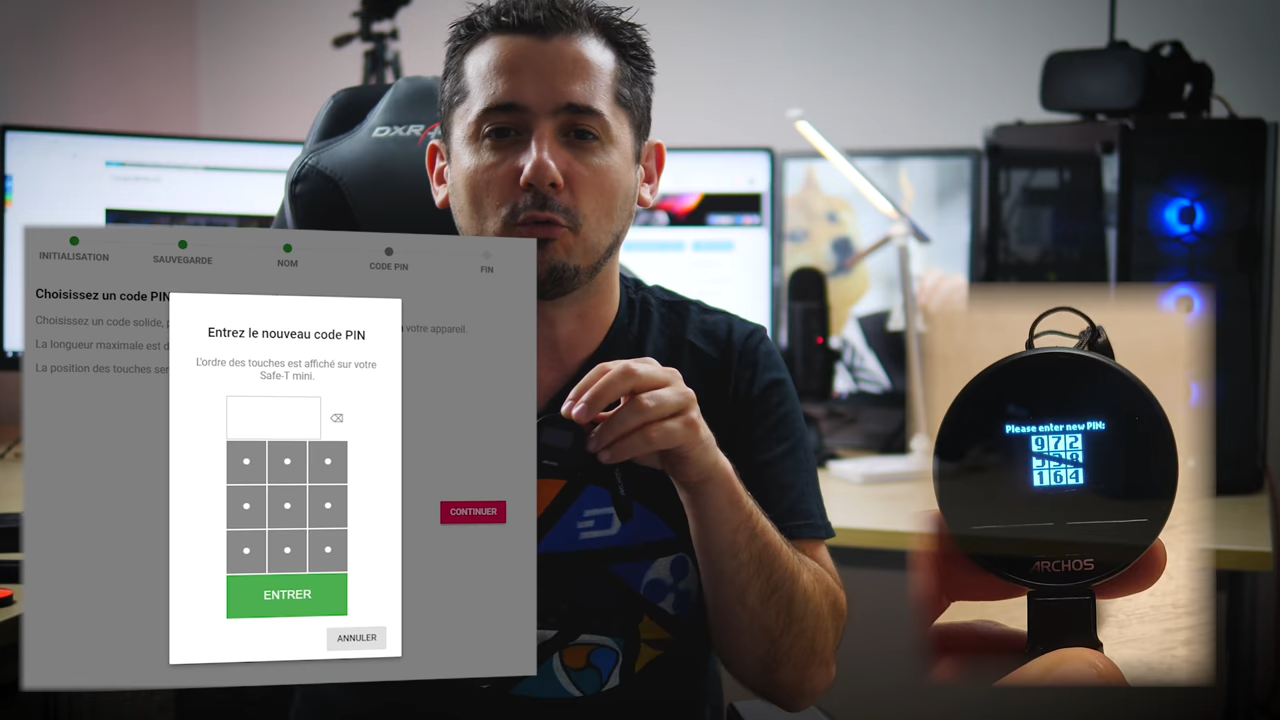 DXR
INITIALISATION
SAUVEGARDE
NOM
CODE PIN
FIN
Choisissez un code PIN
Choisissez un code solide,
votre appareil.
La longueur maximale est
La position des touches
Entrez le nouveau code PIN
L'ordre des touches est affiché sur votre
Safe-T mini.
CONTINUER
ENTRER
ANNULER
Please enter new PIN:
972
164
ARCHOS